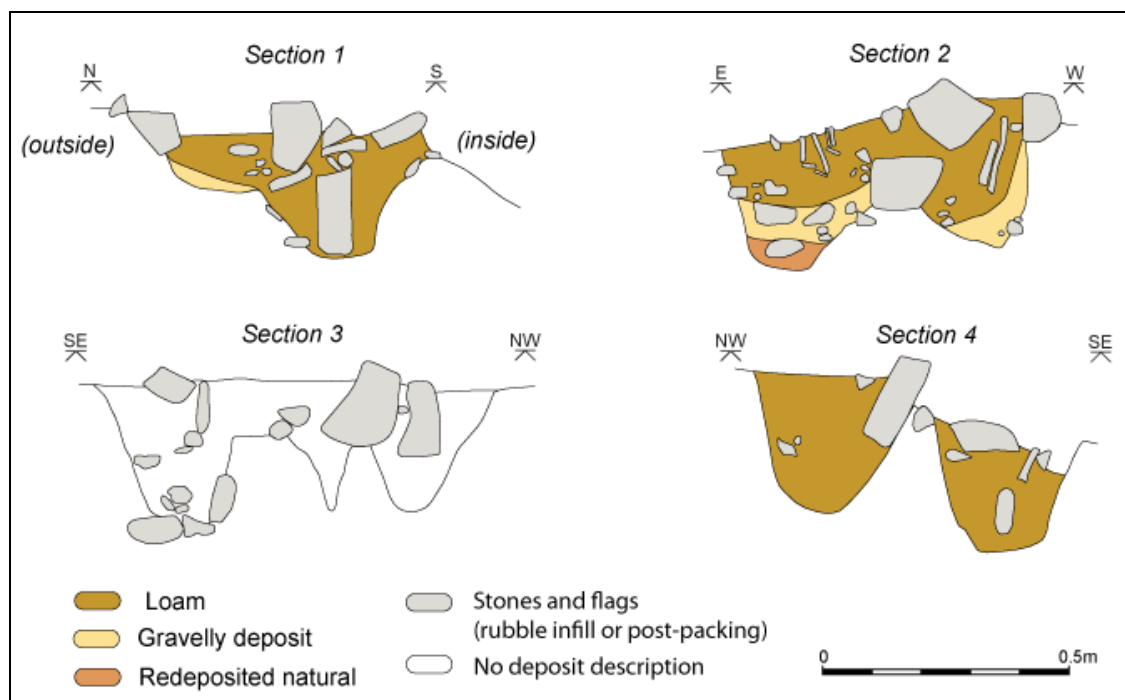 Section 1
N
S
(outside)
(inside)
Section 2
E
W
Section 3
SE
NW
Section 4
NW
SE
Loam
Gravelly deposit
Redeposited natural
Stones and flags
(rubble infill or post-packing)
No deposit description
0
0.5m